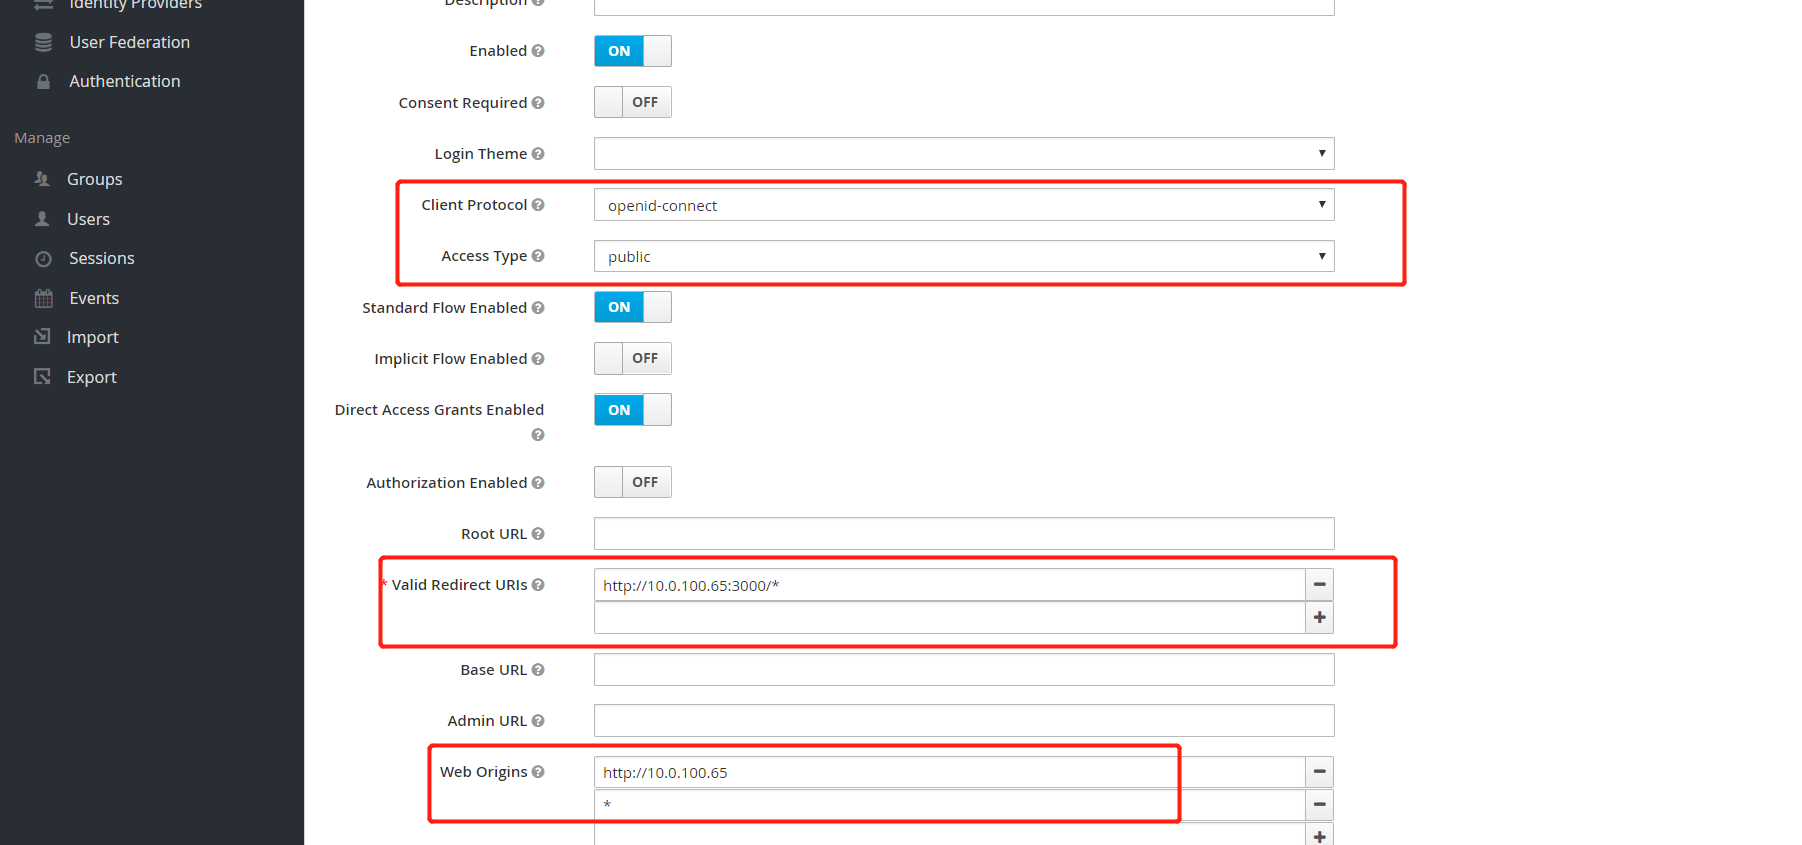 Identity Providers
User Federation
Authentication
Manage
Groups
Users
Sessions
Events
Import
Export
Description
Enabled
ON
Consent Required
OFF
Login Theme
Client Protocol
openid-connect
Access Type
public
Standard Flow Enabled
ON
Implicit Flow Enabled
OFF
Direct Access Grants Enabled
ON
Authorization Enabled
OFF
Root URL
* Valid Redirect URIs
http://10.0.100.65:3000/*
Base URL
Admin URL
Web Origins
http://10.0.100.65
*